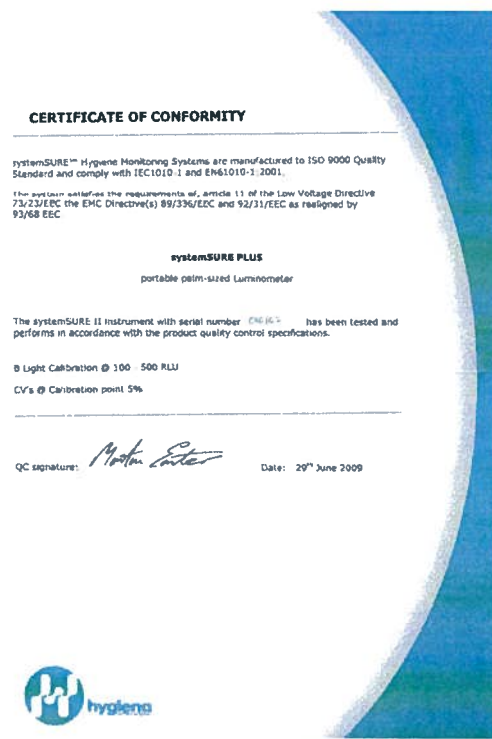 CERTIFICATE OF CONFORMITY
systemSURE™ Hygiene Monitoring Systems are manufactured to ISO 9000 Quality
Standard and comply with IEC1010-1 and EN61010-1:2001.
The system satisfies the requirements of, article 11 of the Low Voltage Directive
73/23/EEC the EMC Directive(s) 89/336/EEC and 92/31/EEC as realigned by
93/68 EEC
systemSURE PLUS
portable palm-sized Luminometer
The systemSURE II instrument with serial number has been tested and
performs in accordance with the product quality control specifications.
B Light Calibration @ 100 - 500 RLU
CV's @ Calibration point 5%
QC signature: Date: 29th June 2009
hygiena